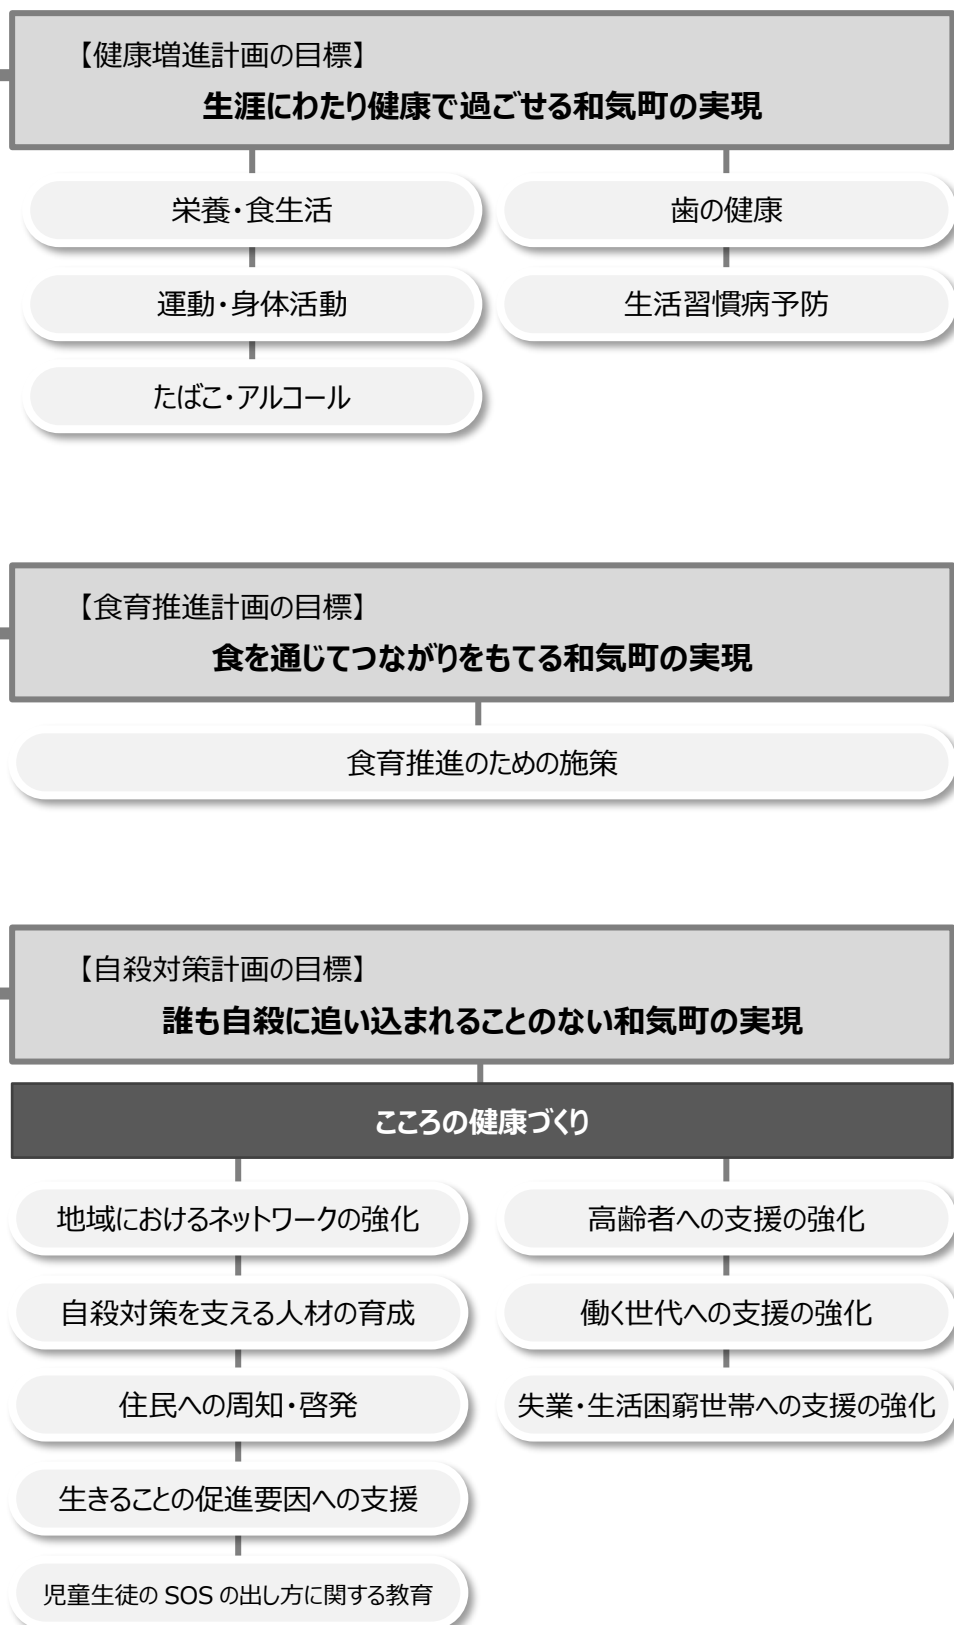 【健康増進計画の目標】
生涯にわたり健康で過ごせる和気町の実現
栄養・食生活
歯の健康
運動・身体活動
生活習慣病予防
たばこ・アルコール
【食育推進計画の目標】
食を通じてつながりをもてる和気町の実現
食育推進のための施策
【自殺対策計画の目標】
誰も自殺に追い込まれることのない和気町の実現
こころの健康づくり
地域におけるネットワークの強化
高齢者への支援の強化
自殺対策を支える人材の育成
働く世代への支援の強化
住民への周知・啓発
失業・生活困窮世帯への支援の強化
生きることの促進要因への支援
児童生徒の SOS の出し方に関する教育